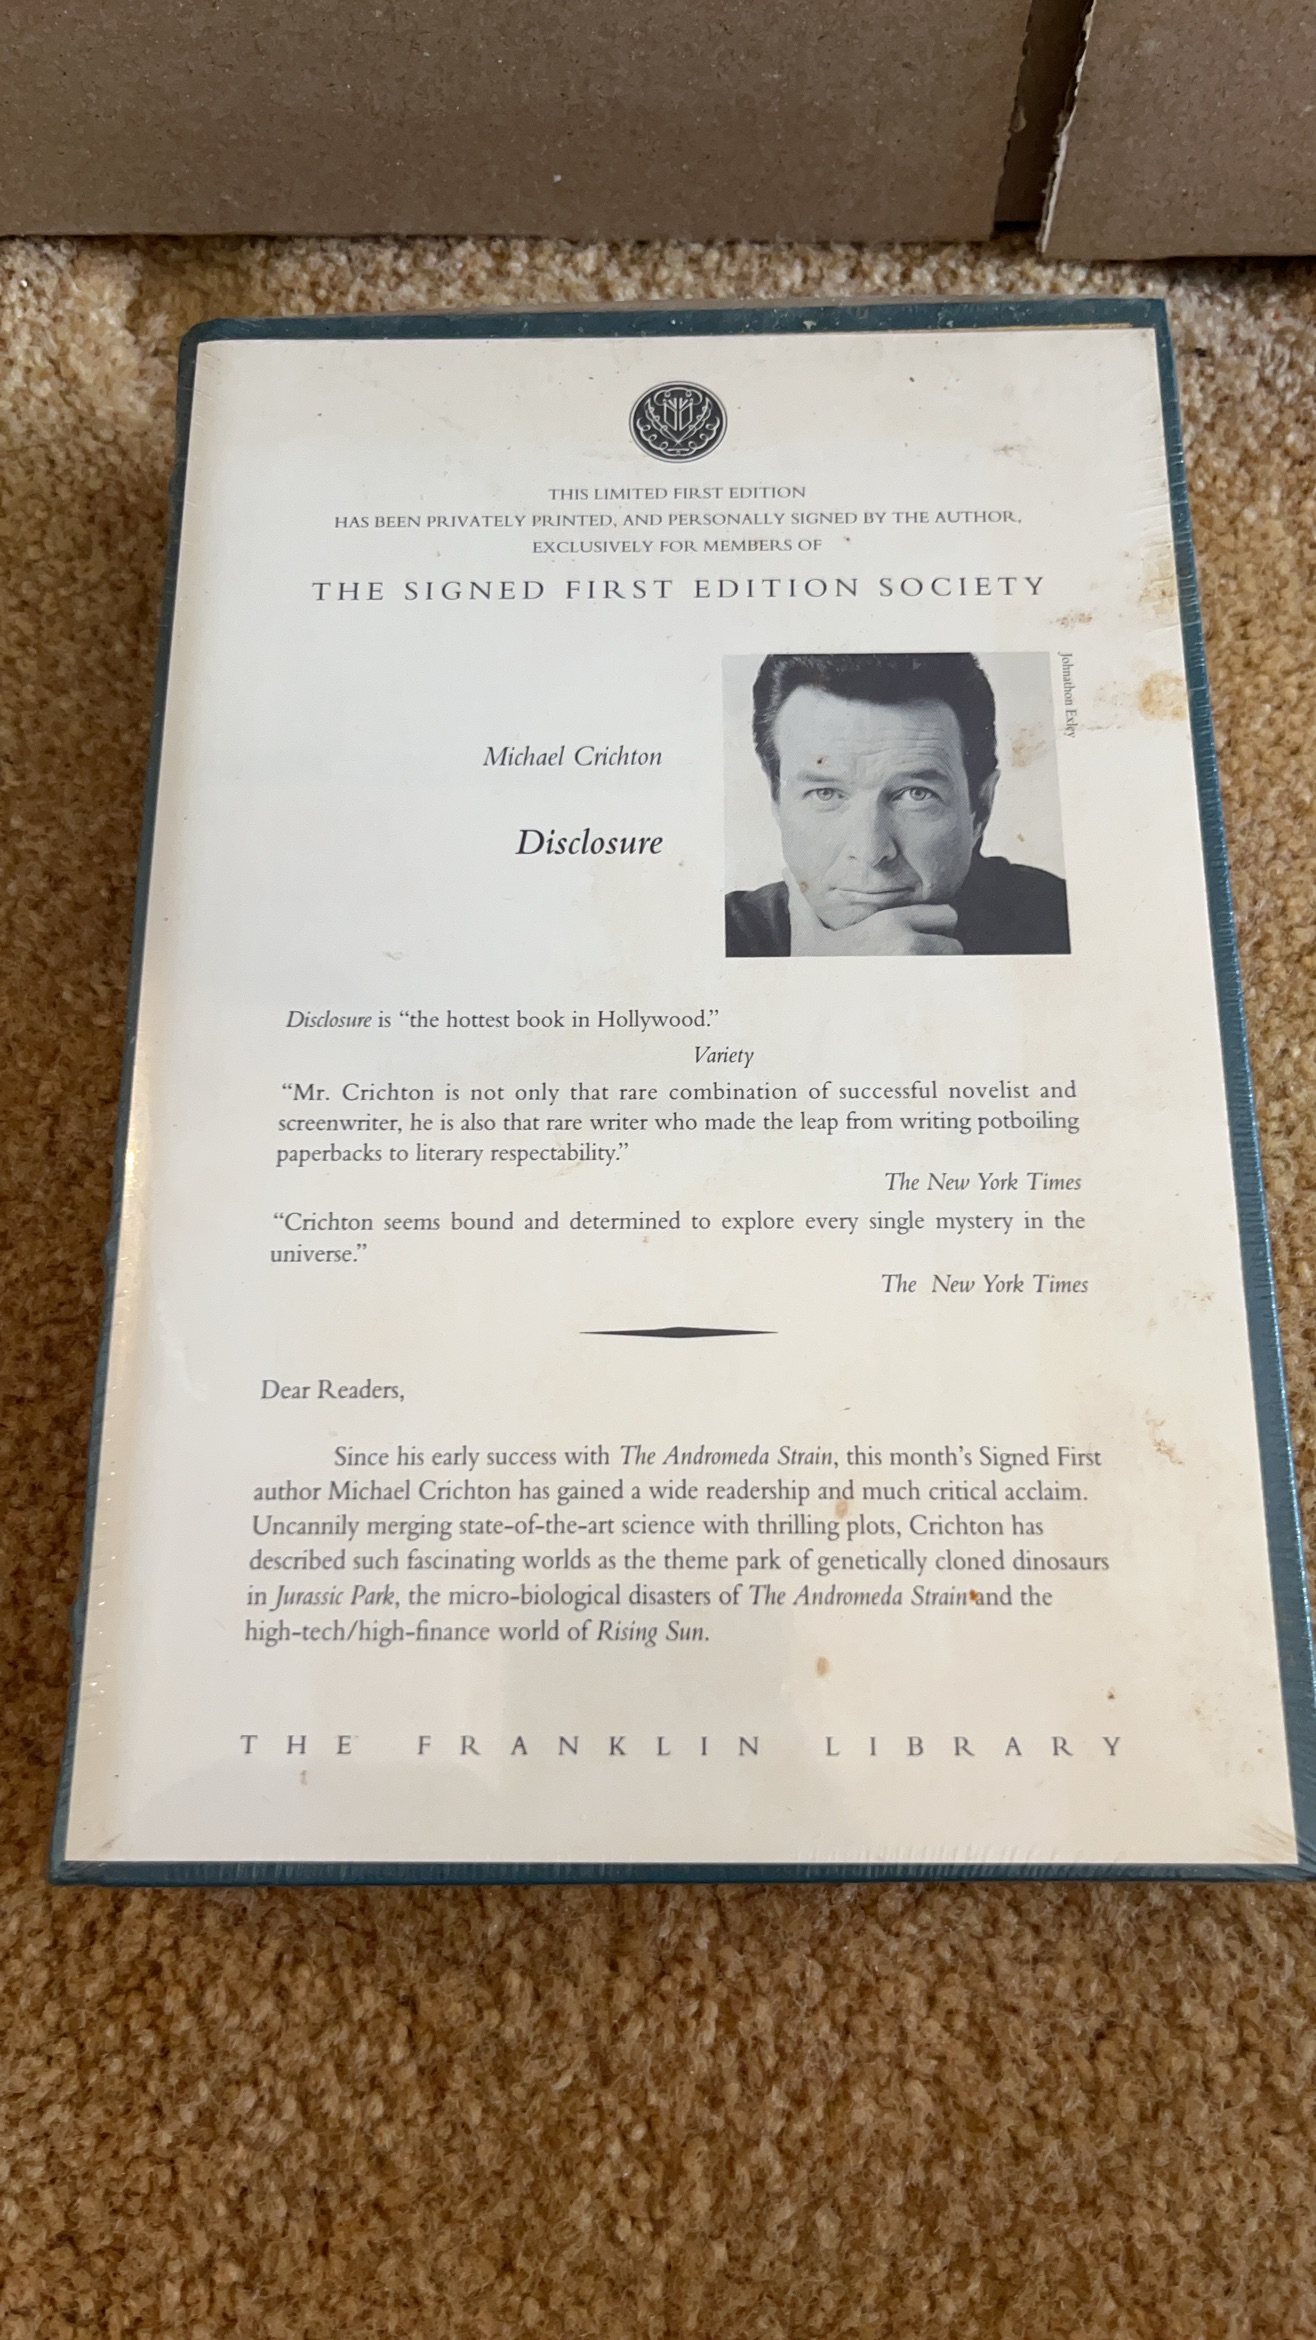 THIS LIMITED FIRST EDITION
HAS BEEN PRIVATELY PRINTED, AND PERSONALLY SIGNED BY THE AUTHOR,
EXCLUSIVELY FOR MEMBERS OF
THE SIGNED FIRST EDITION SOCIETY
Johnathon Exley
Michael Crichton
Disclosure
Disclosure is “the hottest book in Hollywood.”
Variety
“Mr. Crichton is not only that rare combination of successful novelist and
screenwriter, he is also that rare writer who made the leap from writing potboiling
paperbacks to literary respectability.”
The New York Times
“Crichton seems bound and determined to explore every single mystery in the
universe.”
The New York Times
Dear Readers,
Since his early success with The Andromeda Strain, this month’s Signed First
author Michael Crichton has gained a wide readership and much critical acclaim.
Uncannily merging state-of-the-art science with thrilling plots, Crichton has
described such fascinating worlds as the theme park of genetically cloned dinosaurs
in Jurassic Park, the micro-biological disasters of The Andromeda Strain and the
high-tech/high-finance world of Rising Sun.
THE FRANKLIN LIBRARY